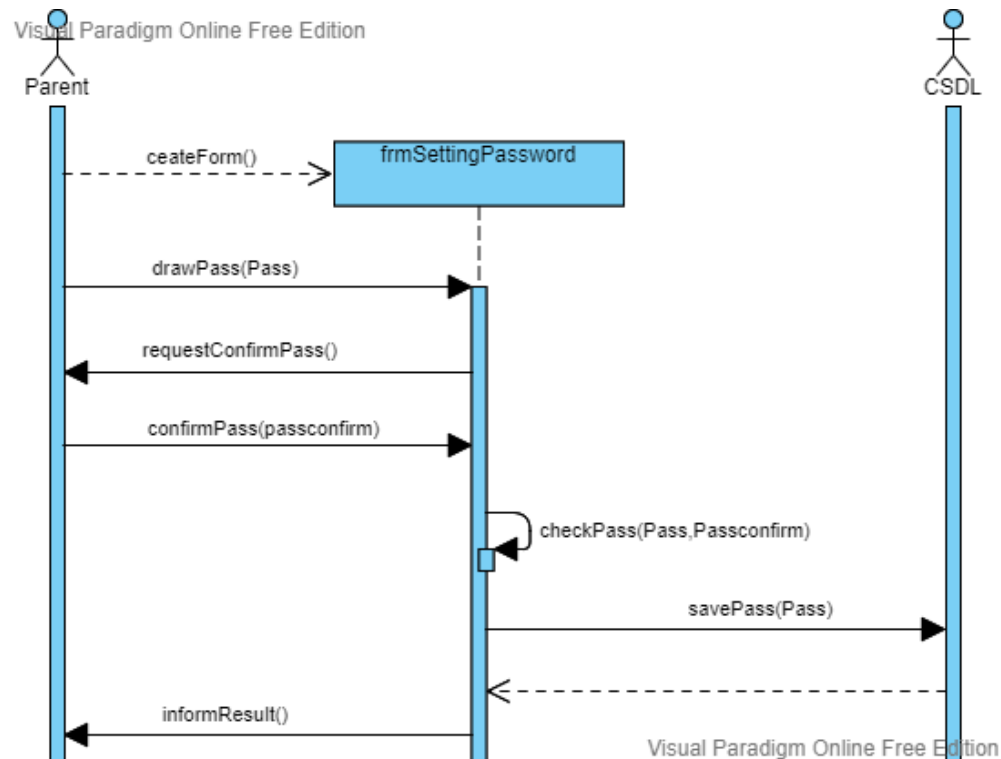 Visual Paradigm Online Free Edition
Parent
CSDL
ceateForm()
frmSettingPassword
drawPass(Pass)
requestConfirmPass()
confirmPass(passconfirm)
checkPass(Pass,Passconfirm)
savePass(Pass)
informResult()
Visual Paradigm Online Free Edition